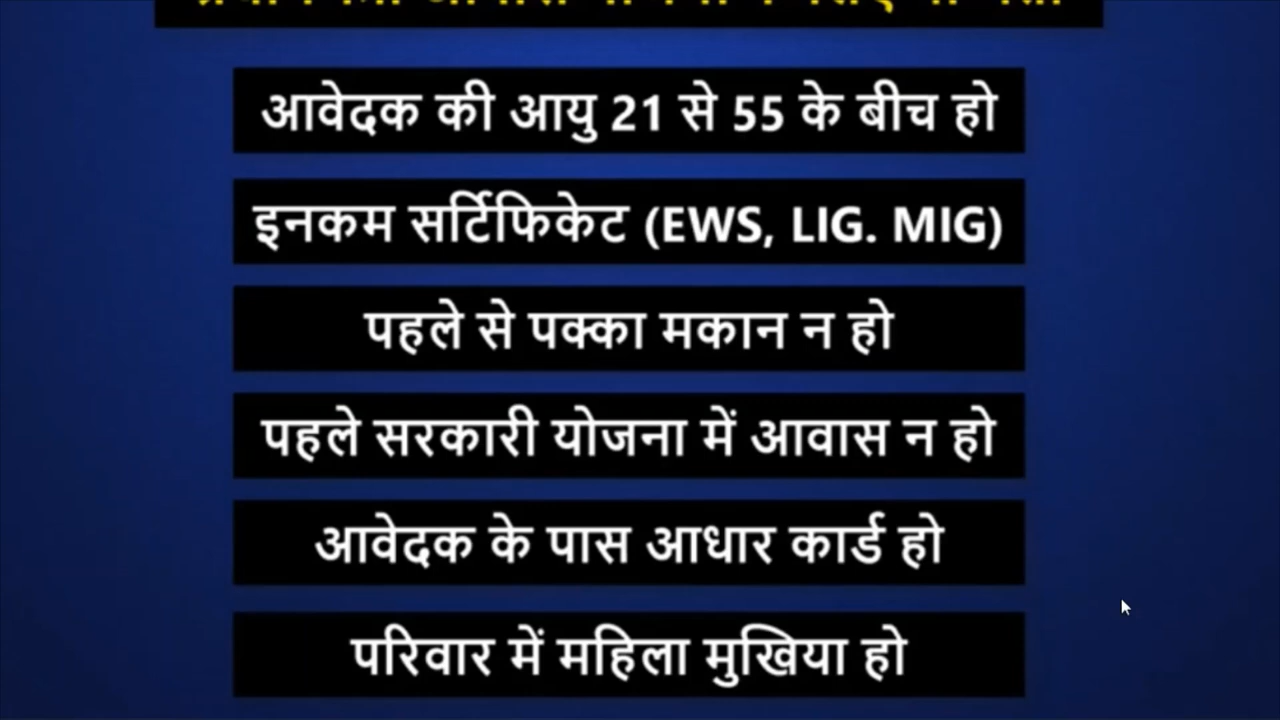 आवेदक की आयु 21 से 55 के बीच हो
इनकम सर्टिफिकेट (EWS, LIG. MIG)
पहले से पक्का मकान न हो
पहले सरकारी योजना में आवास न हो
आवेदक के पास आधार कार्ड हो
परिवार में महिला मुखिया हो